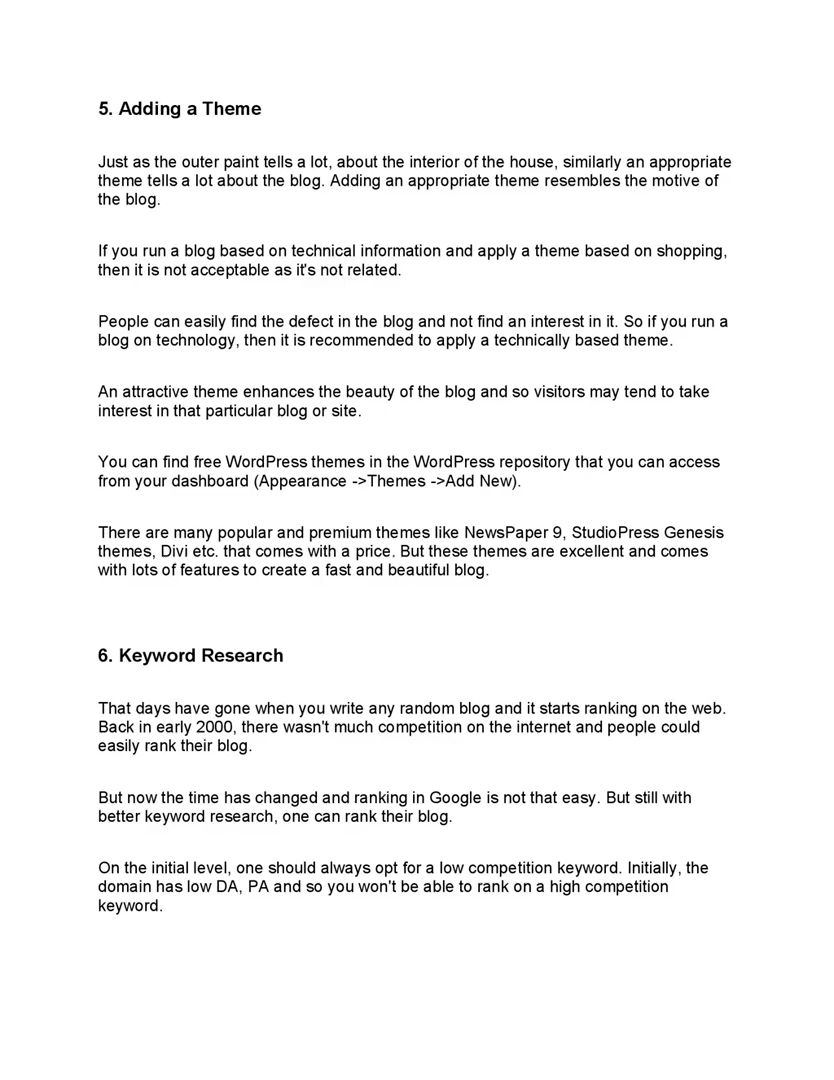 5. Adding a Theme
Just as the outer paint tells a lot, about the interior of the house, similarly an appropriate
theme tells a lot about the blog. Adding an appropriate theme resembles the motive of
the blog.
If you run a blog based on technical information and apply a theme based on shopping,
then it is not acceptable as it's not related.
People can easily find the defect in the blog and not find an interest in it. So if you run a
blog on technology, then it is recommended to apply a technically based theme.
An attractive theme enhances the beauty of the blog and so visitors may tend to take
interest in that particular blog or site.
You can find free WordPress themes in the WordPress repository that you can access
from your dashboard (Appearance ->Themes ->Add New).
There are many popular and premium themes like NewsPaper 9, StudioPress Genesis
themes, Divi etc. that comes with a price. But these themes are excellent and comes
with lots of features to create a fast and beautiful blog.
6. Keyword Research
That days have gone when you write any random blog and it starts ranking on the web.
Back in early 2000, there wasn't much competition on the internet and people could
easily rank their blog.
But now the time has changed and ranking in Google is not that easy. But still with
better keyword research, one can rank their blog.
On the initial level, one should always opt for a low competition keyword. Initially, the
domain has low DA, PA and so you won't be able to rank on a high competition
keyword.